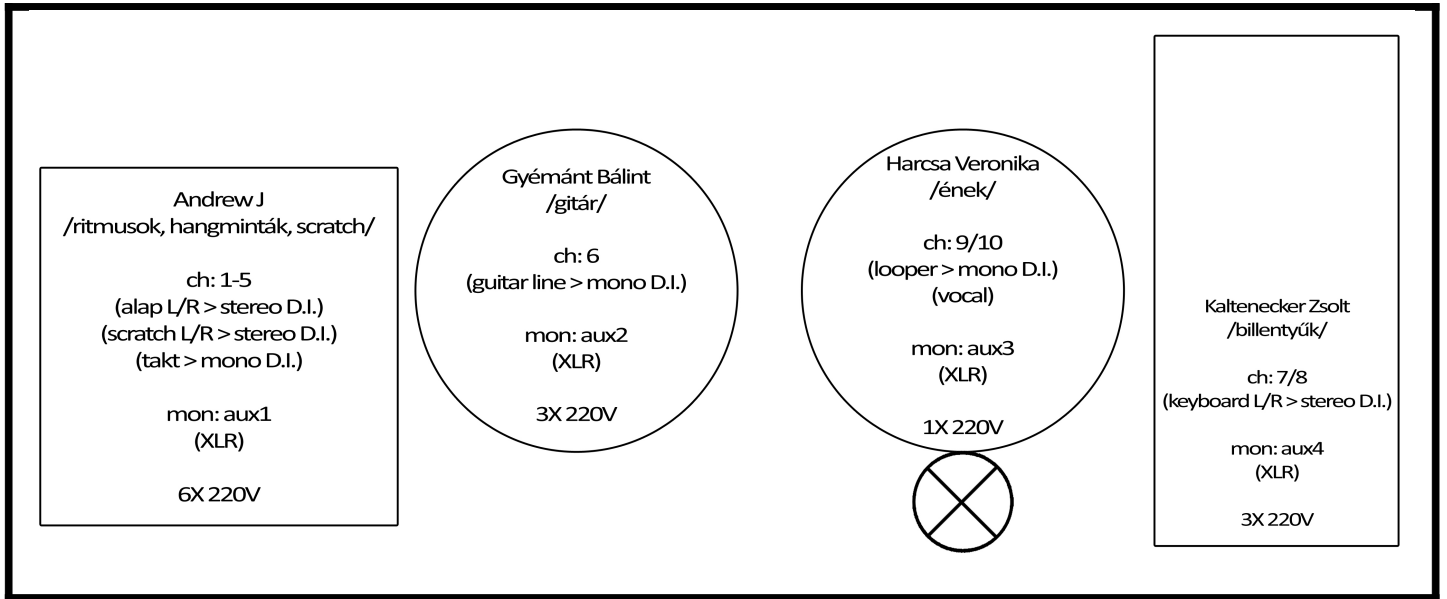 Andrew J
/ritmusok, hangminták, scratch/
ch: 1-5
(alap L/R > stereo D.I.)
(scratch L/R > stereo D.I.)
(takt > mono D.I.)
mon: aux1
(XLR)
6X 220V
Gyémánt Bálint
/gitár/
ch: 6
(guitar line > mono D.I.)
mon: aux2
(XLR)
3X 220V
Harcsa Veronika
/ének/
ch: 9/10
(looper > mono D.I.)
(vocal)
mon: aux3
(XLR)
1X 220V
Kaltenecker Zsolt
/billentyűk/
ch: 7/8
(keyboard L/R > stereo D.I.)
mon: aux4
(XLR)
3X 220V